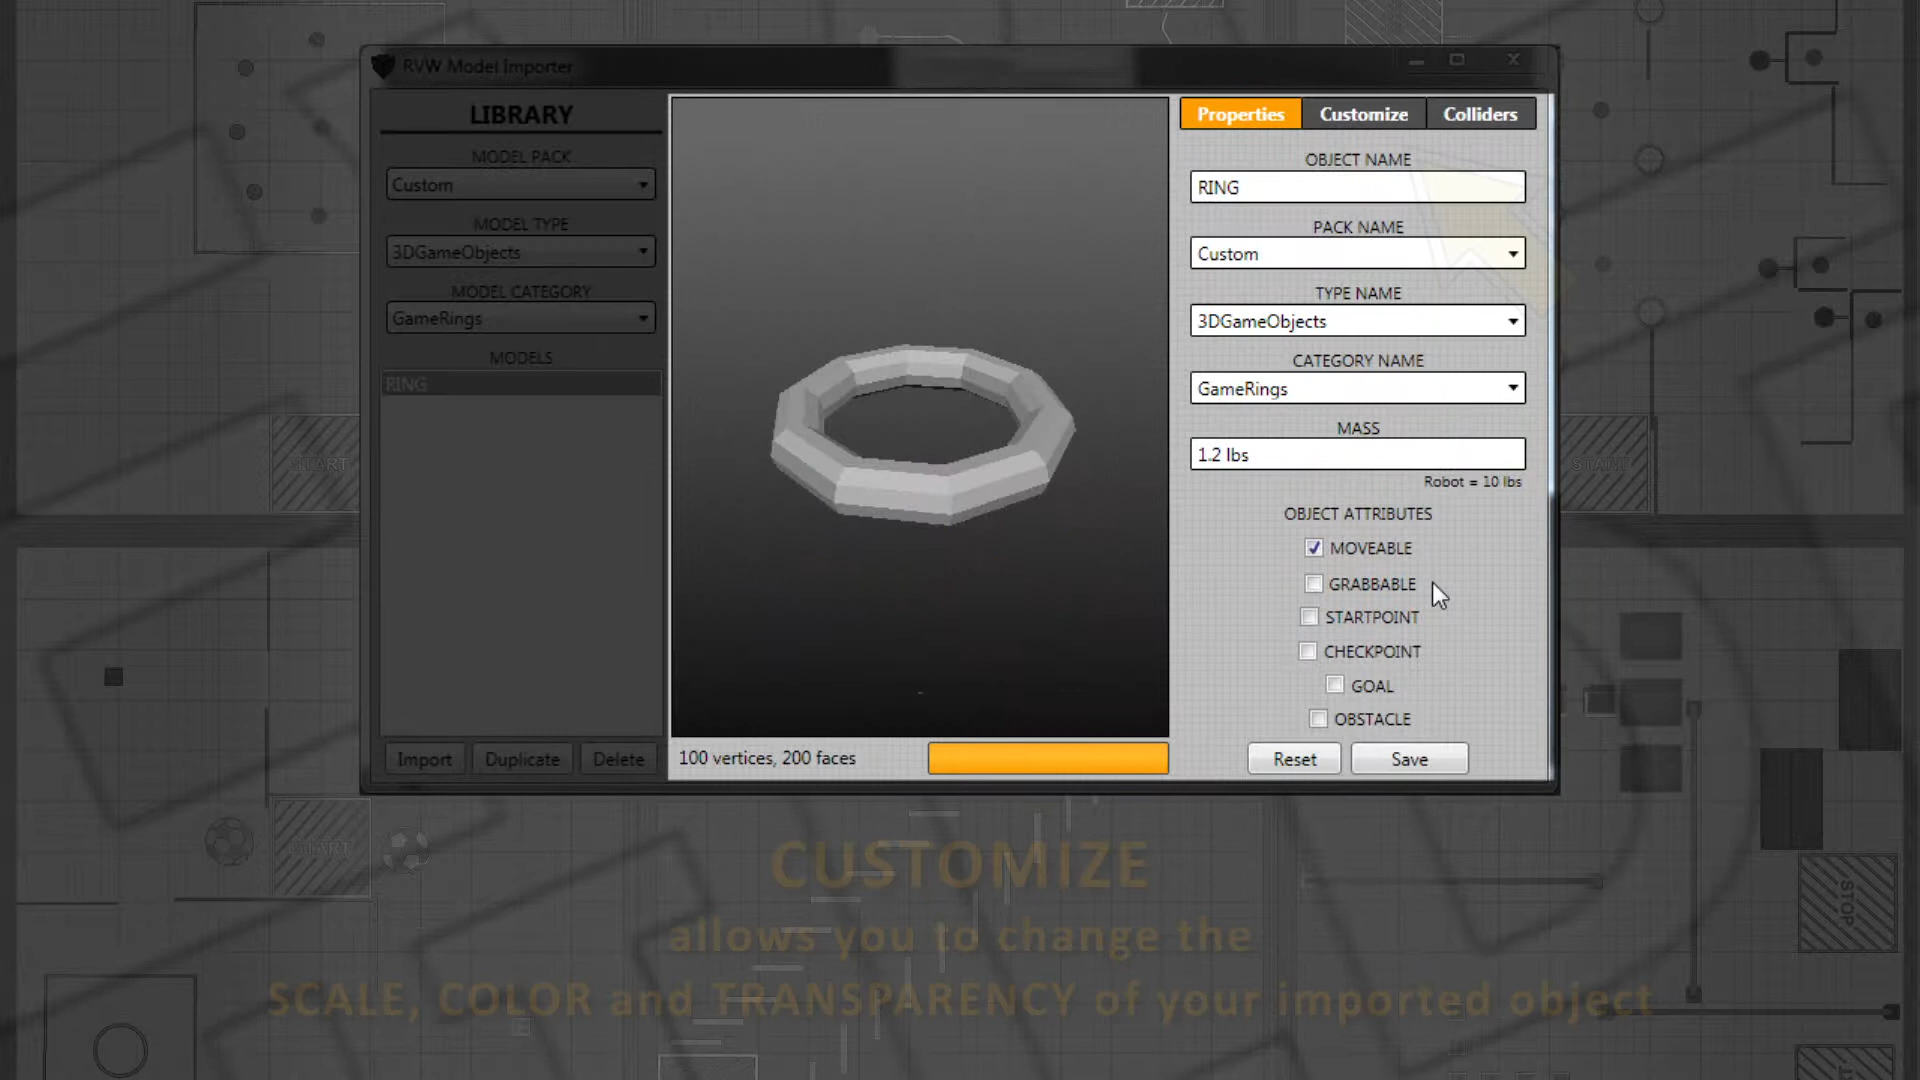 RVW Model Importer
LIBRARY
MODEL PACK
Custom
MODEL TYPE
3DGameObjects
MODEL CATEGORY
GameRings
MODELS
RING
Import
Duplicate
Delete
100 vertices, 200 faces
Properties
Customize
Colliders
OBJECT NAME
RING
PACK NAME
Custom
TYPE NAME
3DGameObjects
CATEGORY NAME
GameRings
MASS
1.2 lbs
Robot = 10 lbs
OBJECT ATTRIBUTES
MOVEABLE
GRABBABLE
STARTPOINT
CHECKPOINT
GOAL
OBSTACLE
Reset
Save
START
START
STOP
CUSTOMIZE
allows you to change the
SCALE, COLOR and TRANSPARENCY of your imported object